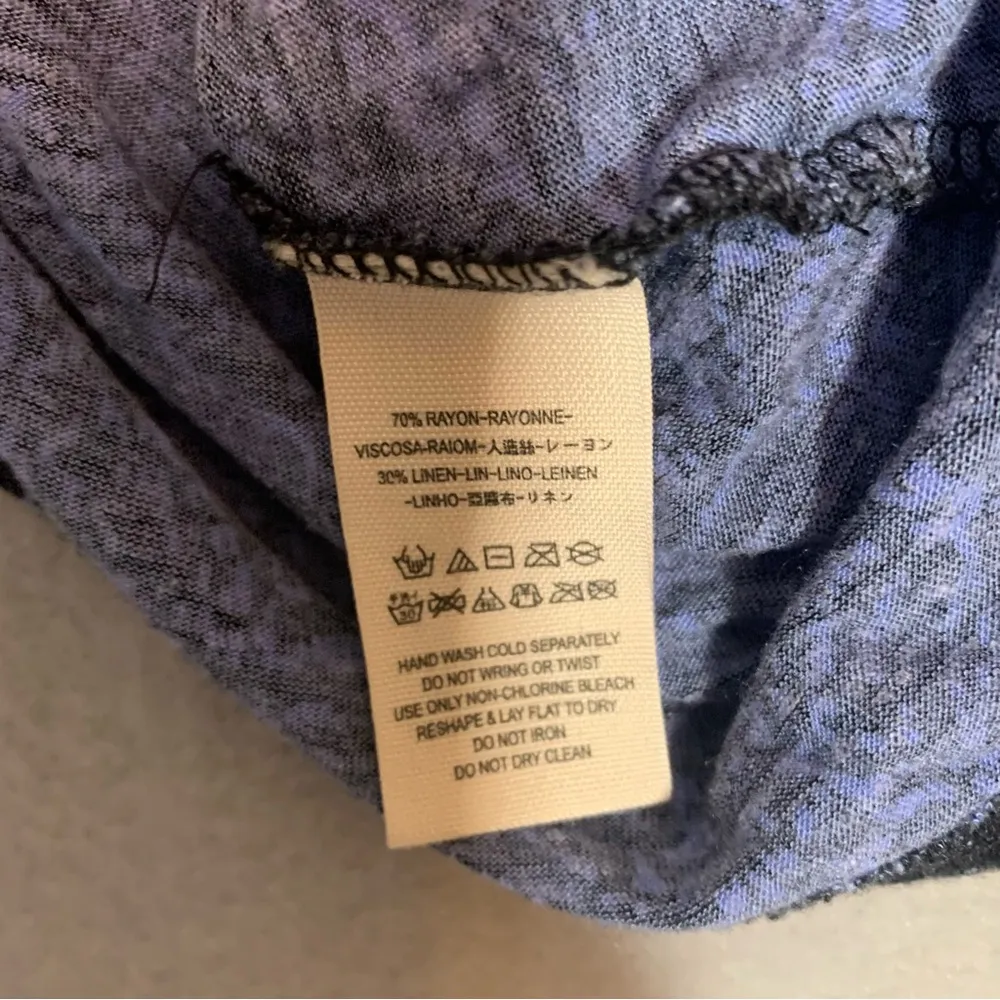 70% RAYON-RAYONNE-
VISCOSA-RAIOM-人造絲-レーヨン
30% LINEN-LIN-LINO-LEINEN
-LINHO-亞麻布-リネン
30
HAND WASH COLD SEPARATELY
DO NOT WRING OR TWIST
USE ONLY NON-CHLORINE BLEACH
RESHAPE & LAY FLAT TO DRY
DO NOT IRON
DO NOT DRY CLEAN